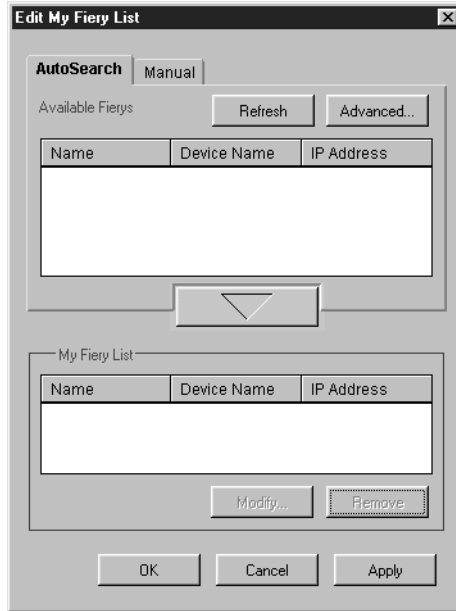 Edit My Fiery List
AutoSearch Manual
Available Fierys Refresh Advanced...
Name Device Name IP Address
My Fiery List
Name Device Name IP Address
Modify... Remove
OK Cancel Apply